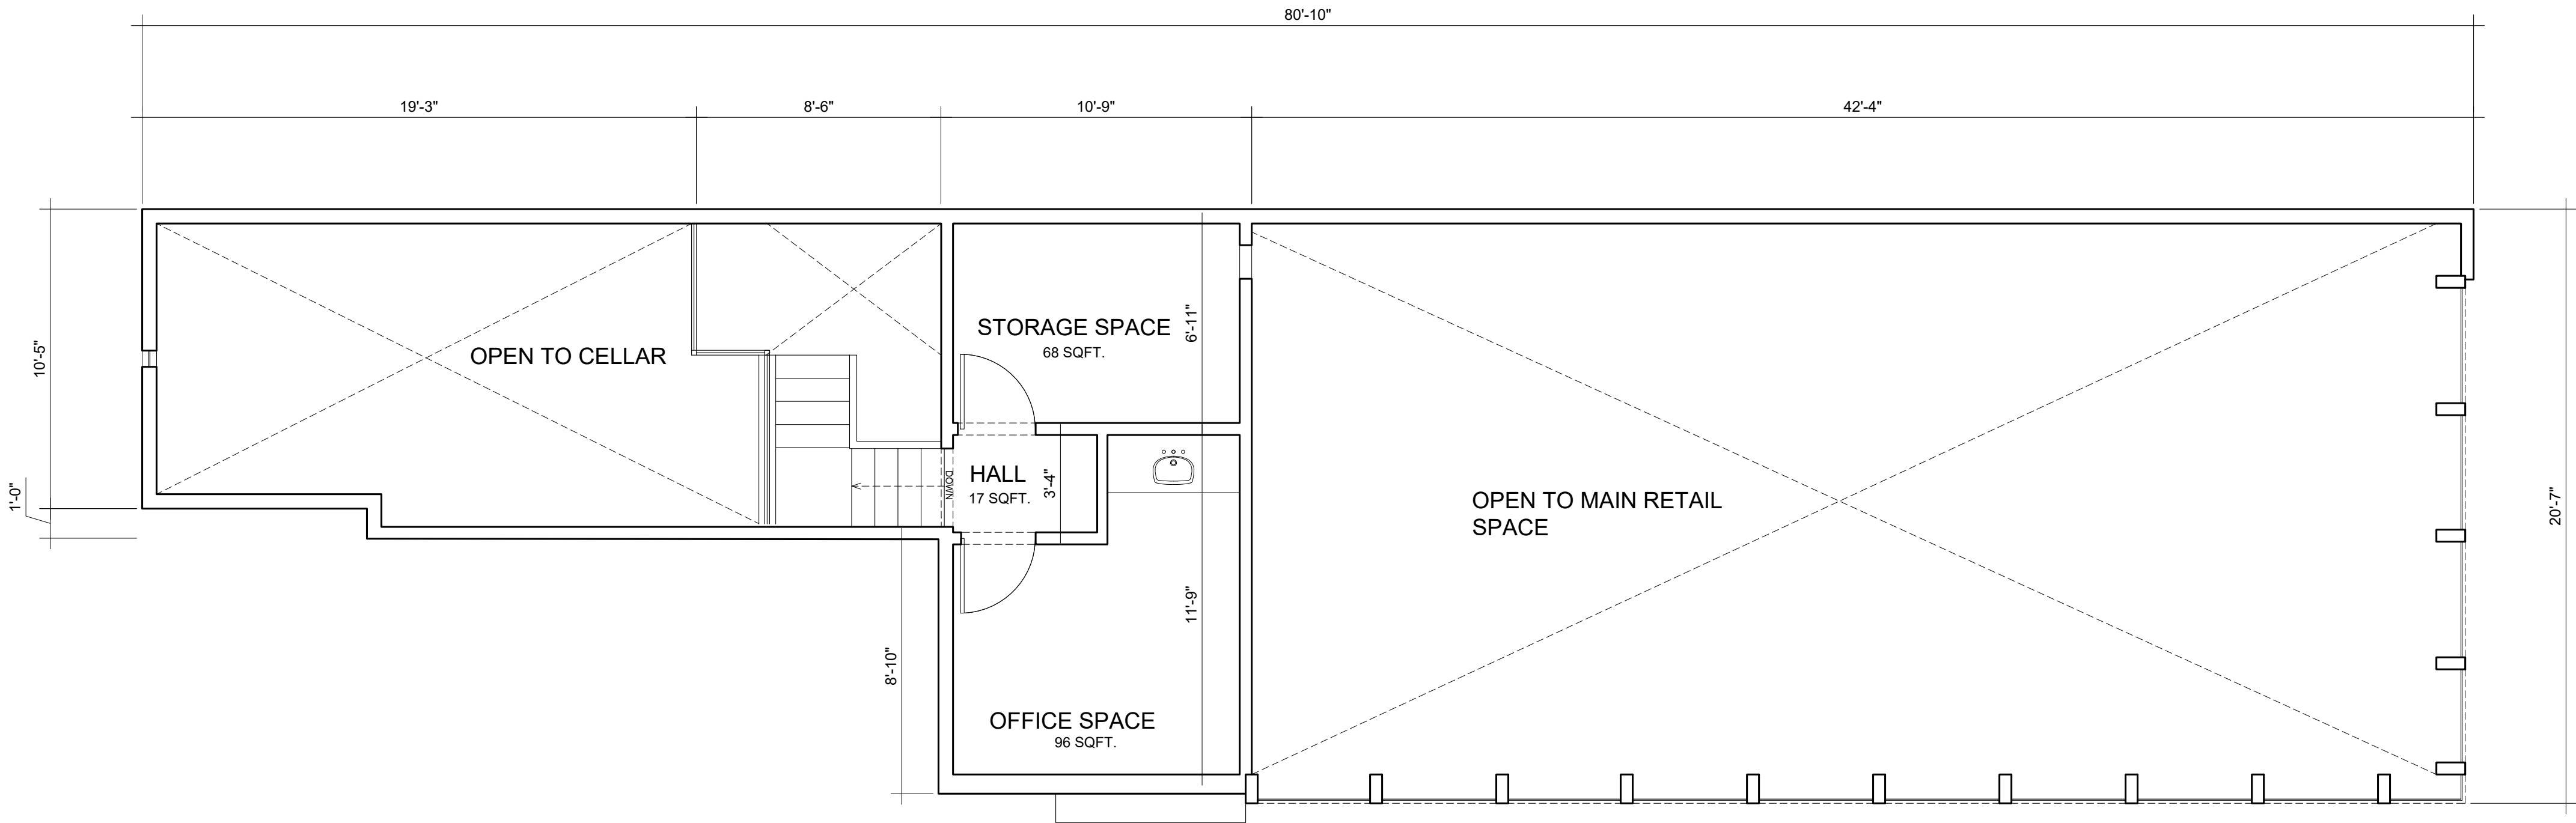 80'-10"
19'-3"
8'-6"
10'-9"
42'-4"
10'-5"
1'-0"
OPEN TO CELLAR
STORAGE SPACE
68 SQFT.
6'-11"
DOWN
HALL
17 SQFT.
3'-4"
OPEN TO MAIN RETAIL
SPACE
20'-7"
11'-9"
8'-10"
OFFICE SPACE
96 SQFT.